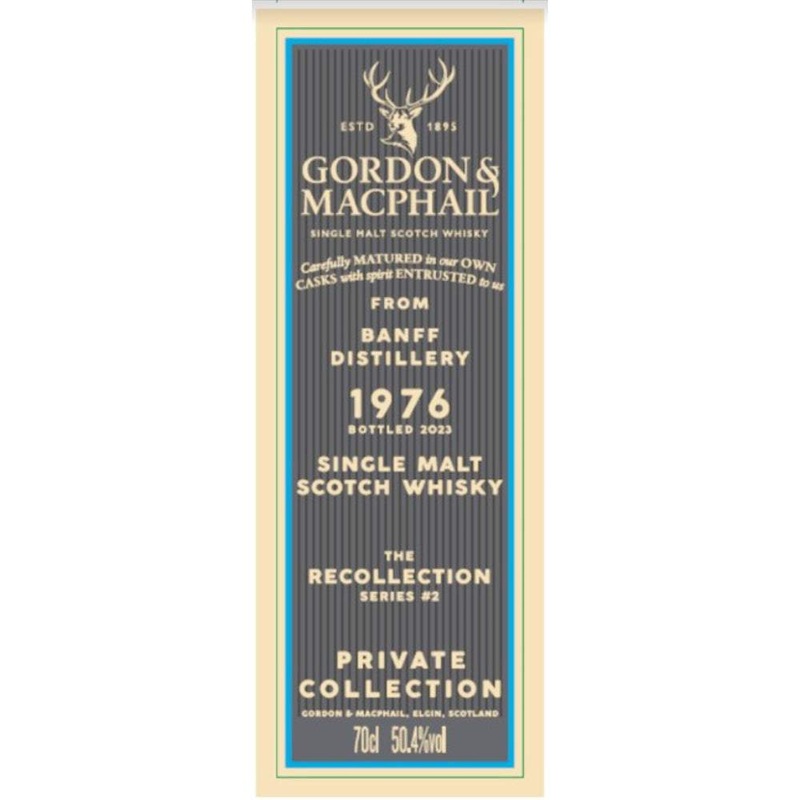 ESTD 1895
GORDON &
MACPHAIL
SINGLE MALT SCOTCH WHISKY
Carefully MATURED in our OWN
CASKS with spirit ENTRUSTED to us
FROM
BANFF
DISTILLERY
1976
BOTTLED 2023
SINGLE MALT
SCOTCH WHISKY
THE
RECOLLECTION
SERIES #2
PRIVATE
COLLECTION
GORDON & MACPHAIL, ELGIN, SCOTLAND
70cl 50.4%vol